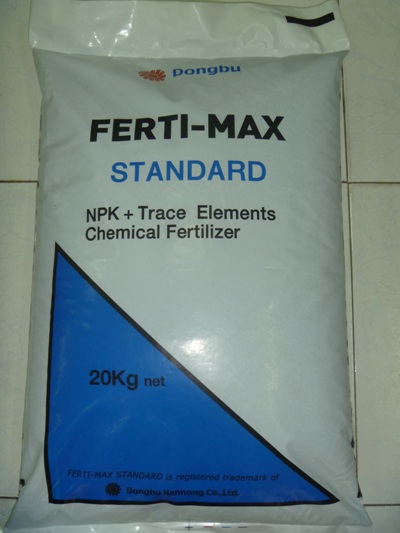 Dongbu
FERTI-MAX
STANDARD
NPK + Trace Elements
Chemical Fertilizer
20Kg net
FERTI-MAX STANDARD is registered trademark of
Dongbu Hannong Co.,Ltd.